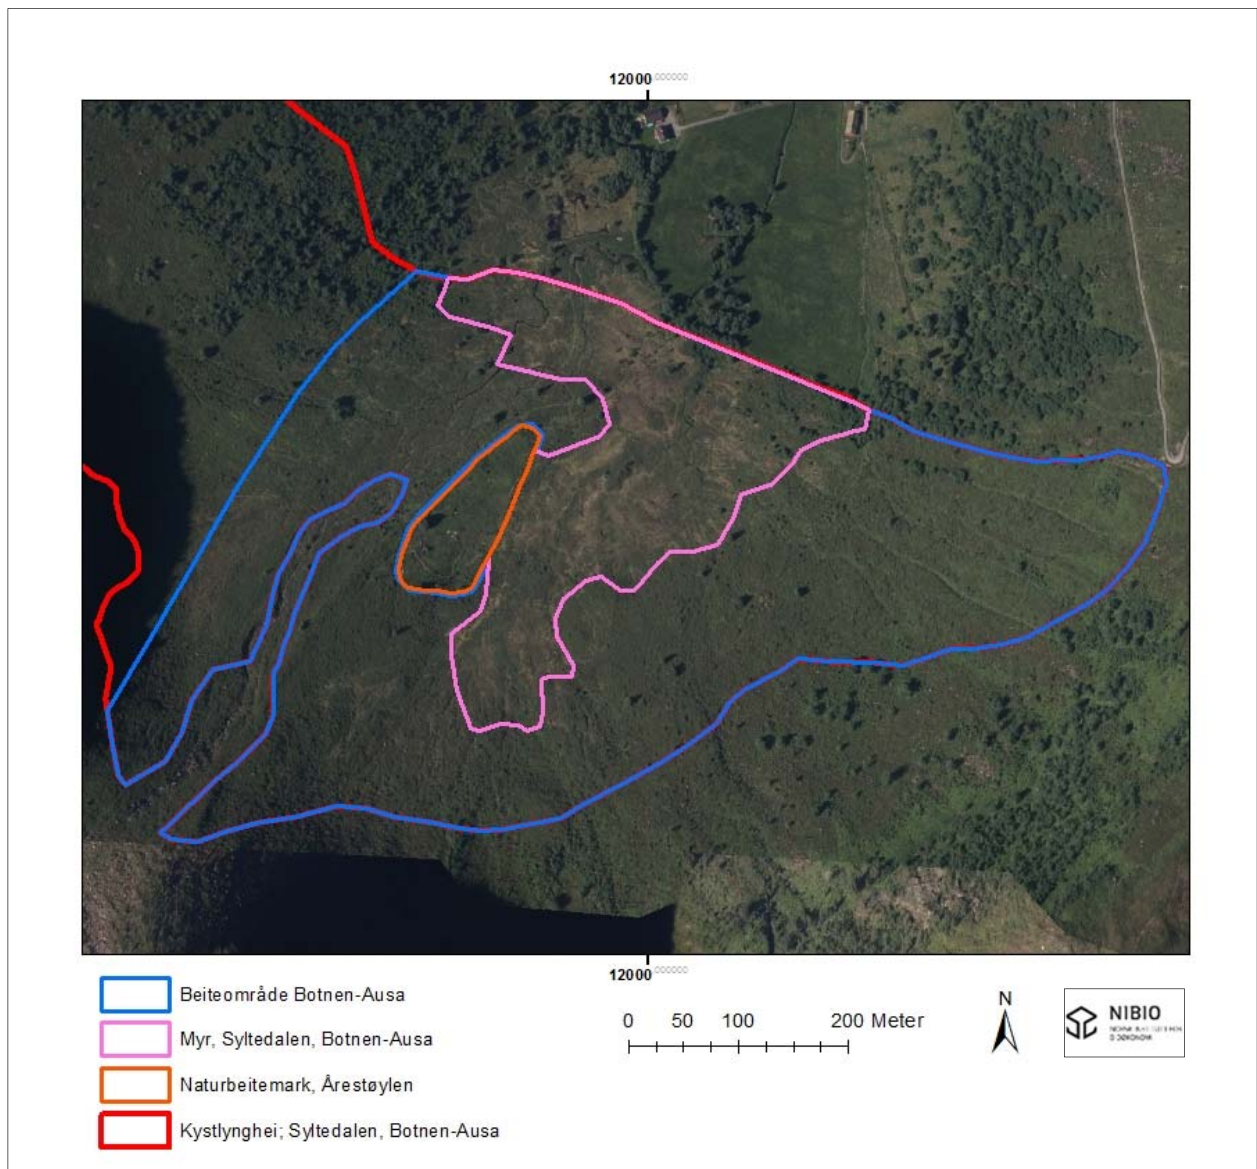 12000
12000
Beiteområde Botnen-Ausa
Myr, Syltedalen, Botnen-Ausa
Naturbeitemark, Årestøylen
Kystlynghei; Syltedalen, Botnen-Ausa
0 50 100 200 Meter
N
NIBIO